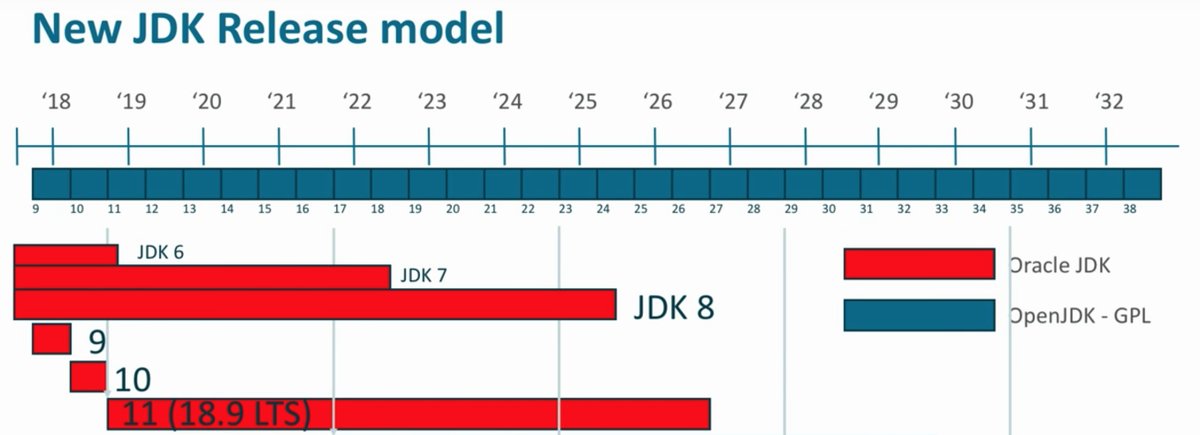 New JDK Release model
‘18 ‘19 ‘20 ‘21 ‘22 ‘23 ‘24 ‘25 ‘26 ‘27 ‘28 ‘29 ‘30 ‘31 ‘32
9 10 11 12 13 14 15 16 17 18 19 20 21 22 23 24 25 26 27 28 29 30 31 32 33 34 35 36 37 38
JDK 6
Oracle JDK
JDK 7
JDK 8
OpenJDK - GPL
9
10
11 (18.9 LTS)